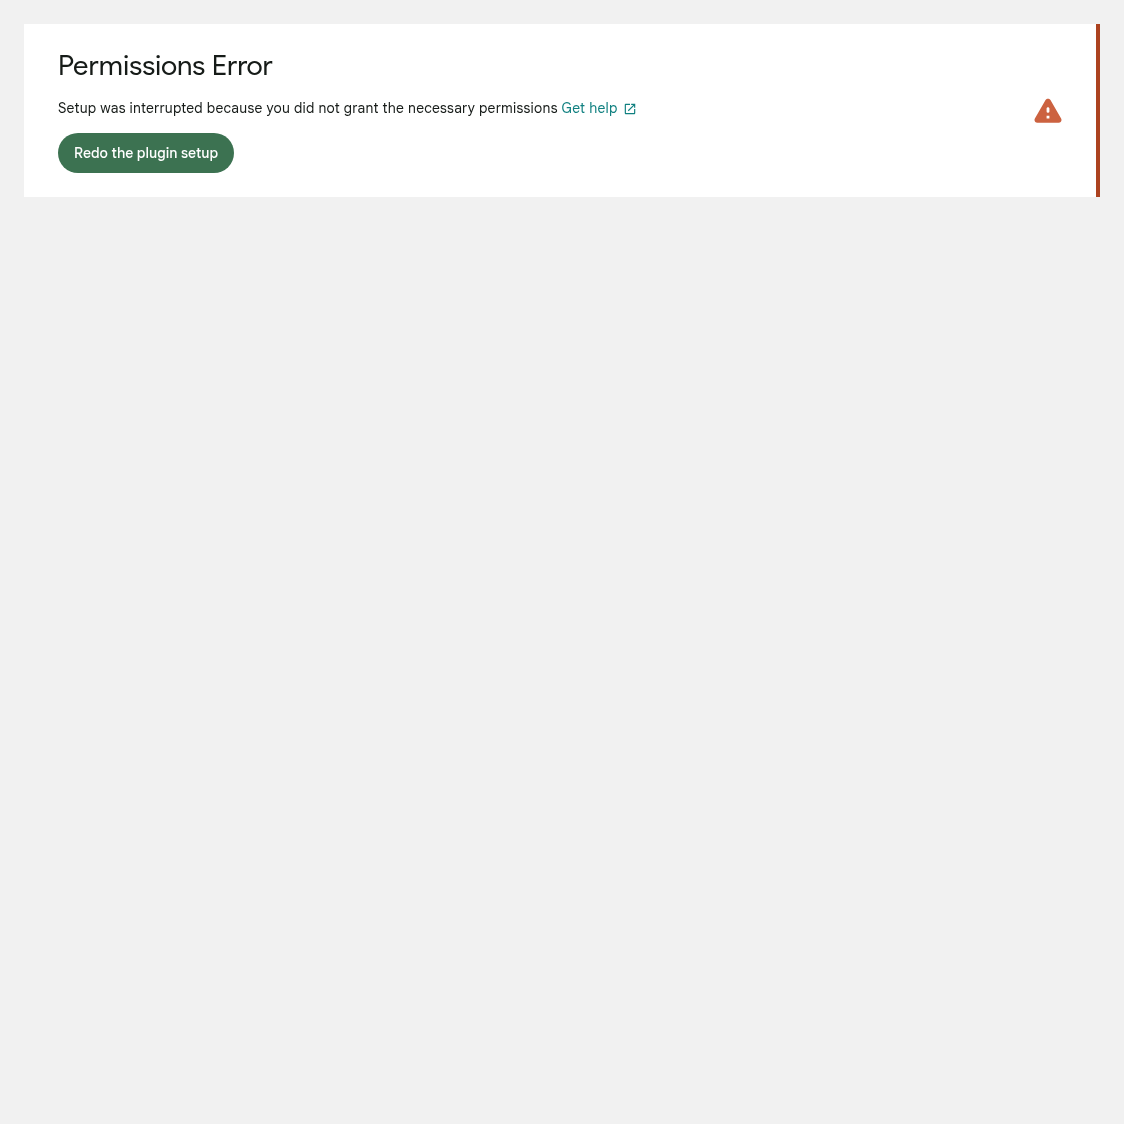 Permissions Error
Setup was interrupted because you did not grant the necessary permissions Get help
Redo the plugin setup